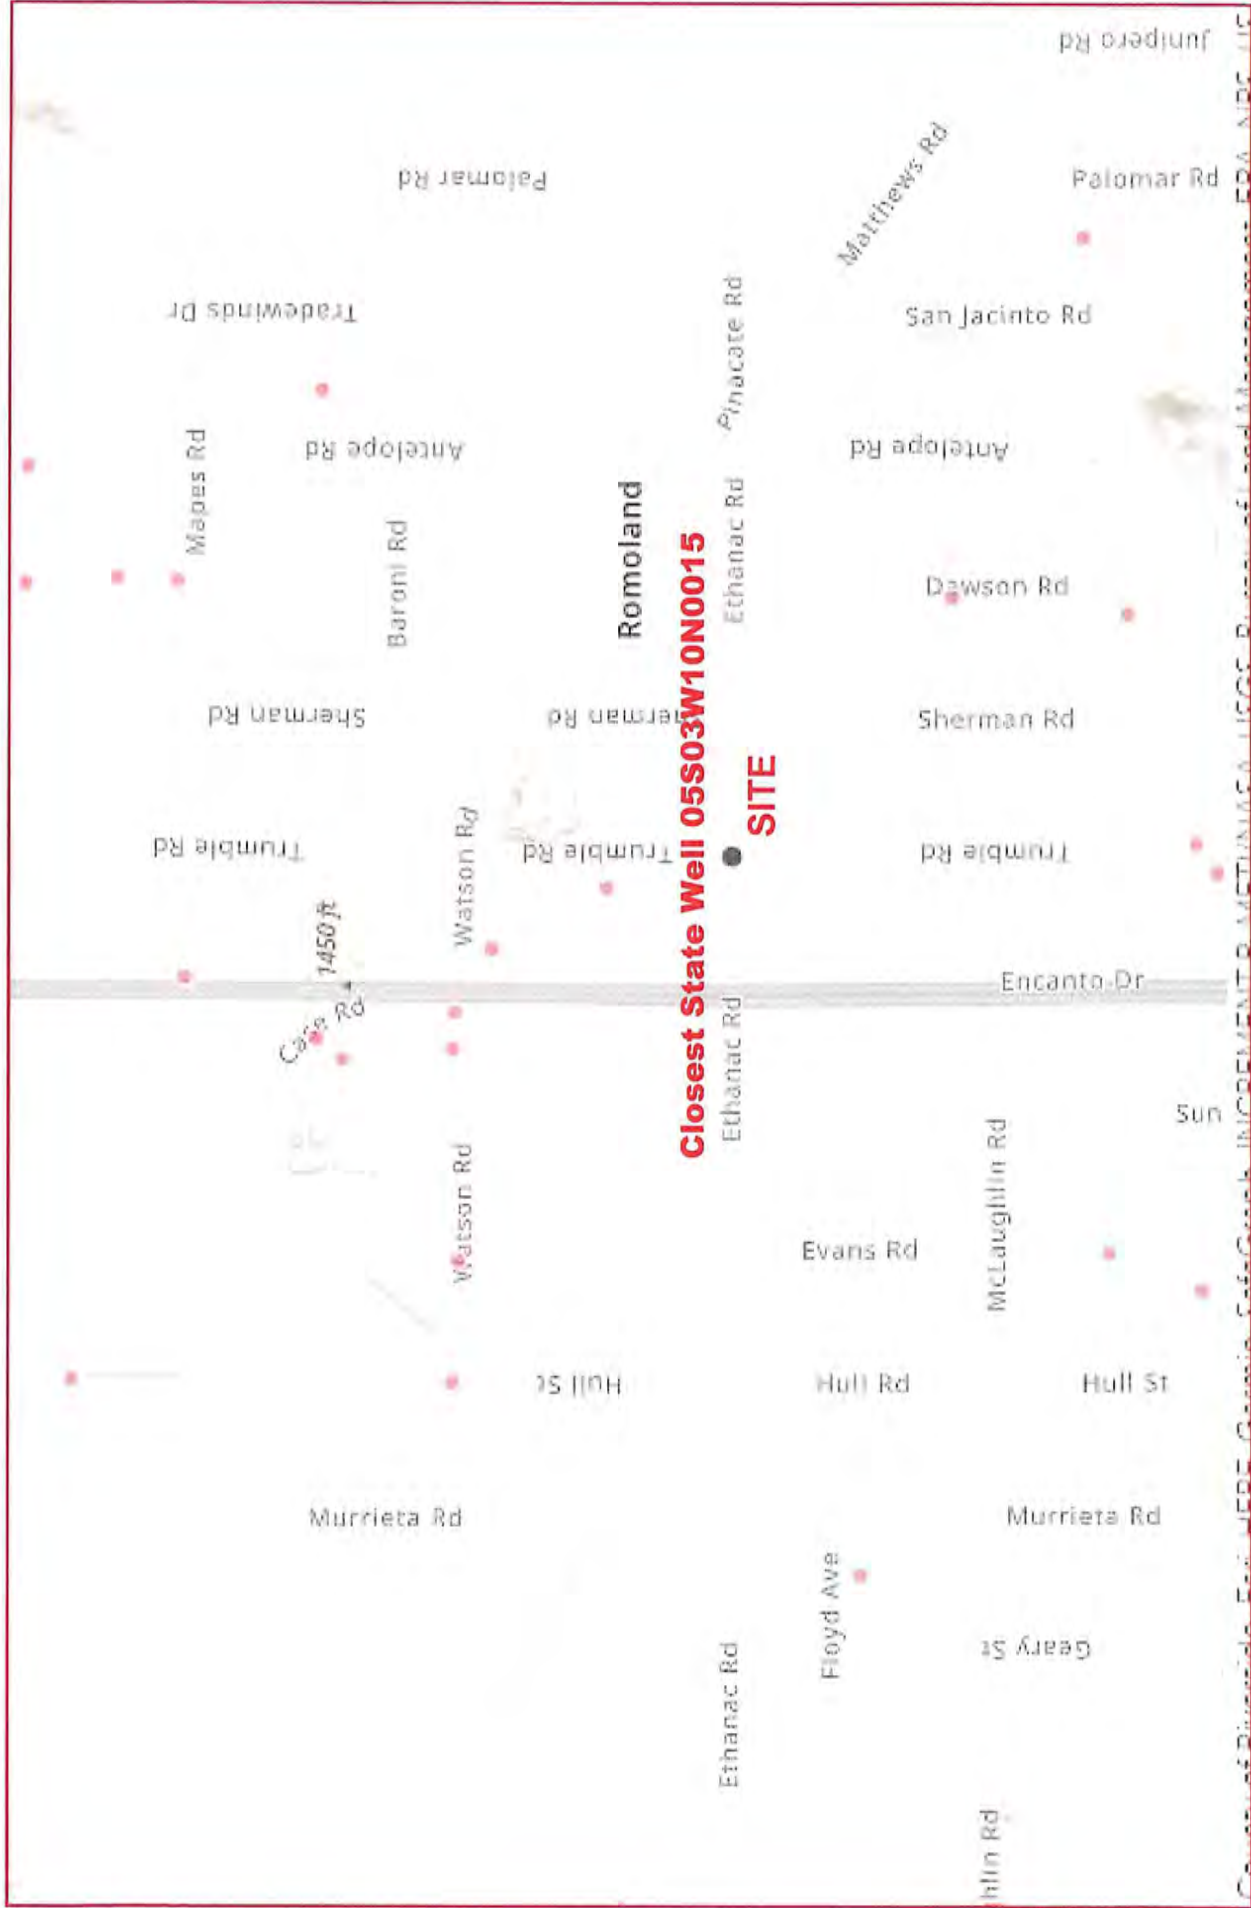 Junipero Rd
Palomar Rd
Matthews Rd
Palomar Rd
Tradewinds Dr
Pinacate Rd
San Jacinto Rd
Mapes Rd
Antelope Rd
Antelope Rd
Baroni Rd
Romoland
Ethanac Rd
Dawson Rd
Closest State Well 05S03W10N0015
Sherman Rd
erman Rd
Sherman Rd
SITE
Trumble Rd
Watson Rd
Trumble Rd
Trumble Rd
1450 ft
Case Rd
Encanto Dr
Ethanac Rd
Sun
Watson Rd
McLaughlin Rd
Evans Rd
Hull St
Hull Rd
Hull St
Murrieta Rd
Murrieta Rd
Floyd Ave
Geary St
Ethanac Rd
hlin Rd